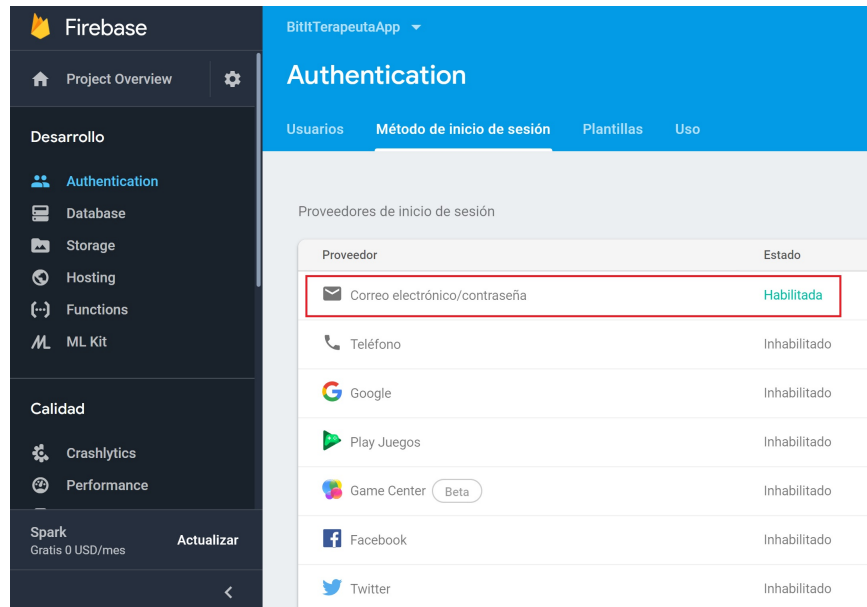 Firebase
Project Overview
Desarrollo
Authentication
Database
Storage
Hosting
Functions
ML Kit
Calidad
Crashlytics
Performance
Spark
Gratis 0 USD/mes
Actualizar
BitItTerapeutaApp
Authentication
Usuarios Método de inicio de sesión Plantillas Uso
Proveedores de inicio de sesión
Proveedor Estado
Correo electrónico/contraseña Habilitada
Teléfono Inhabilitado
Google Inhabilitado
Play Juegos Inhabilitado
Game Center Beta Inhabilitado
Facebook Inhabilitado
Twitter Inhabilitado